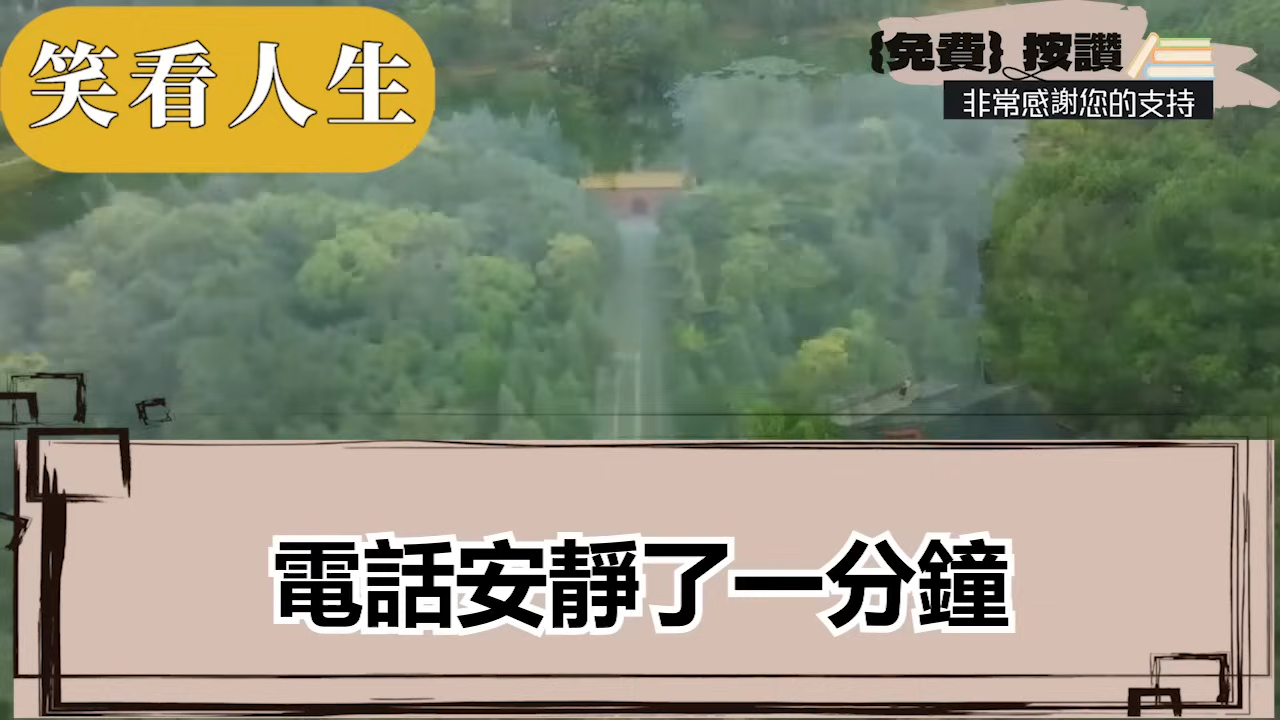 笑看人生
{免費} 按讚
非常感謝您的支持
電話安靜了一分鐘